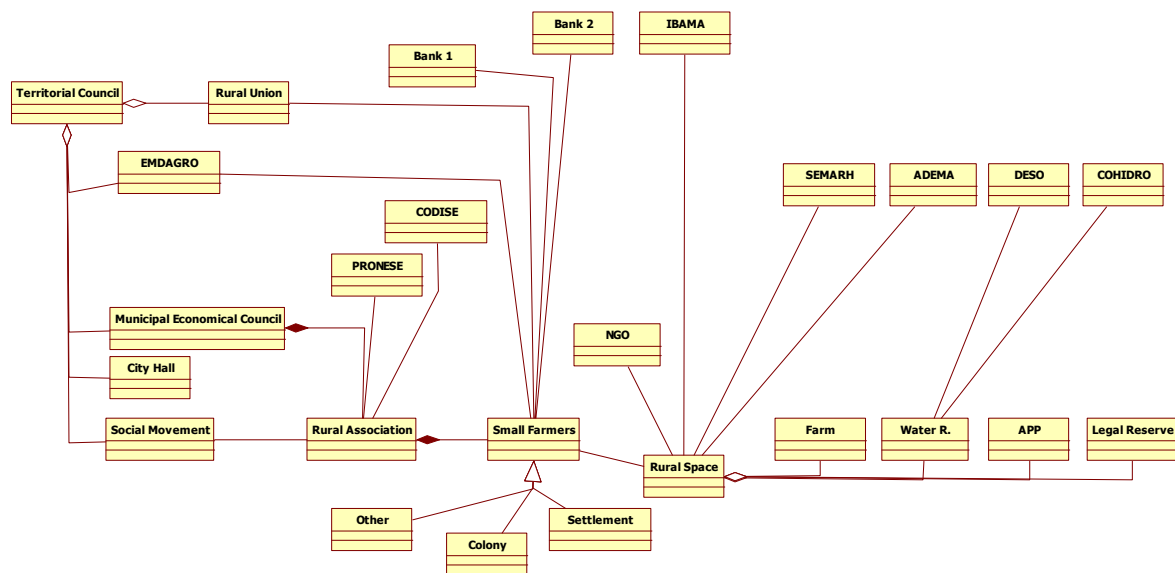 Bank 2
IBAMA
Bank 1
Territorial Council
Rural Union
EMDAGRO
SEMARH
ADEMA
DESO
COHIDRO
CODISE
PRONESE
Municipal Economical Council
NGO
City Hall
Social Movement
Rural Association
Small Farmers
Farm
Water R.
APP
Legal Reserve
Rural Space
Other
Settlement
Colony